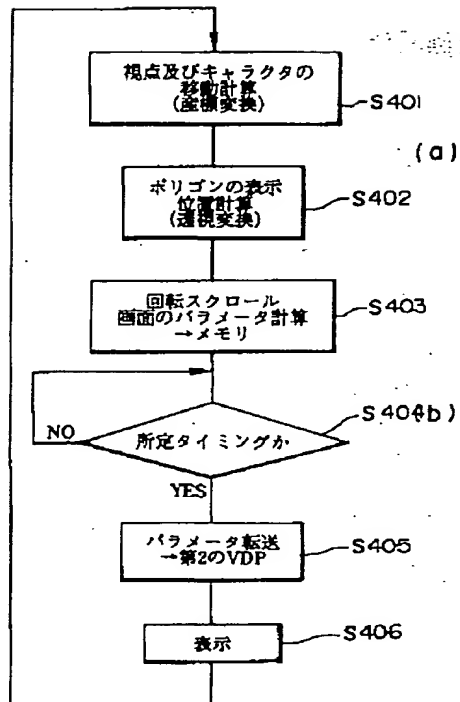 視点及びキャラクタの
移動計算
(座標変換)
S401
(a)
ポリゴンの表示
位置計算
(透視変換)
S402
回転スクロール
画面のパラメータ計算
→メモリ
S403
所定タイミングか
S404
(b)
NO
YES
パラメータ転送
→第2のVDP
S405
表示
S406